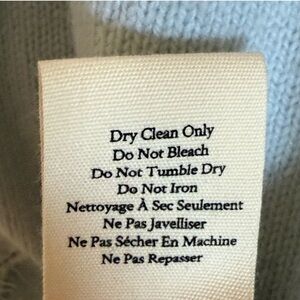 Dry Clean Only
Do Not Bleach
Do Not Tumble Dry
Do Not Iron
Nettoyage À Sec Seulement
Ne Pas Javelliser
Ne Pas Sécher En Machine
Ne Pas Repasser